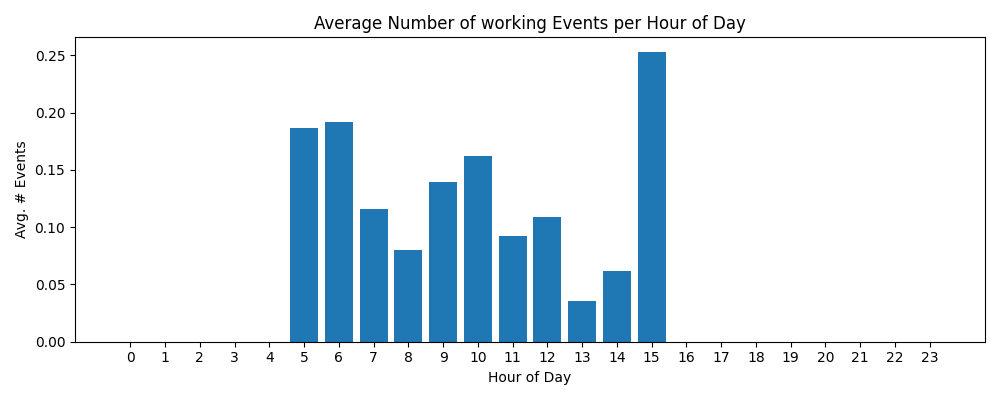 Average Number of working Events per Hour of Day
Avg. # Events
0.25
0.20
0.15
0.10
0.05
0.00
0 1 2 3 4 5 6 7 8 9 10 11 12 13 14 15 16 17 18 19 20 21 22 23
Hour of Day